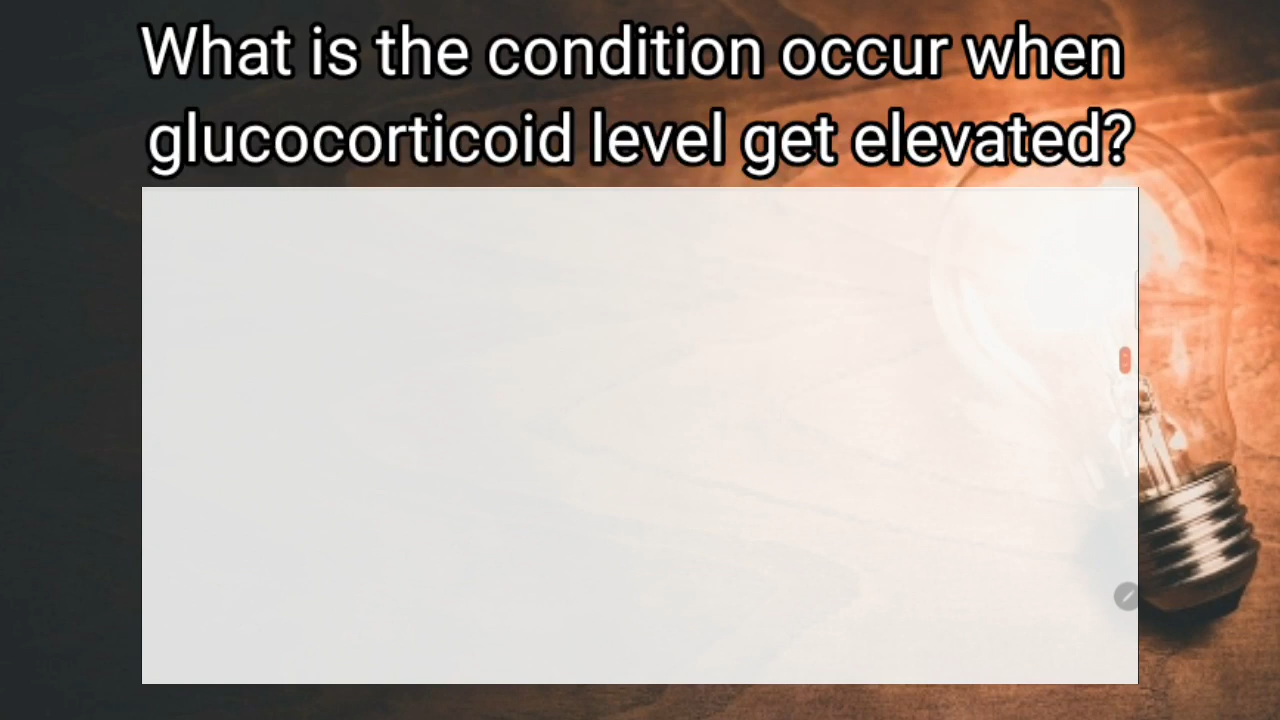 What is the condition occur when
glucocorticoid level get elevated?